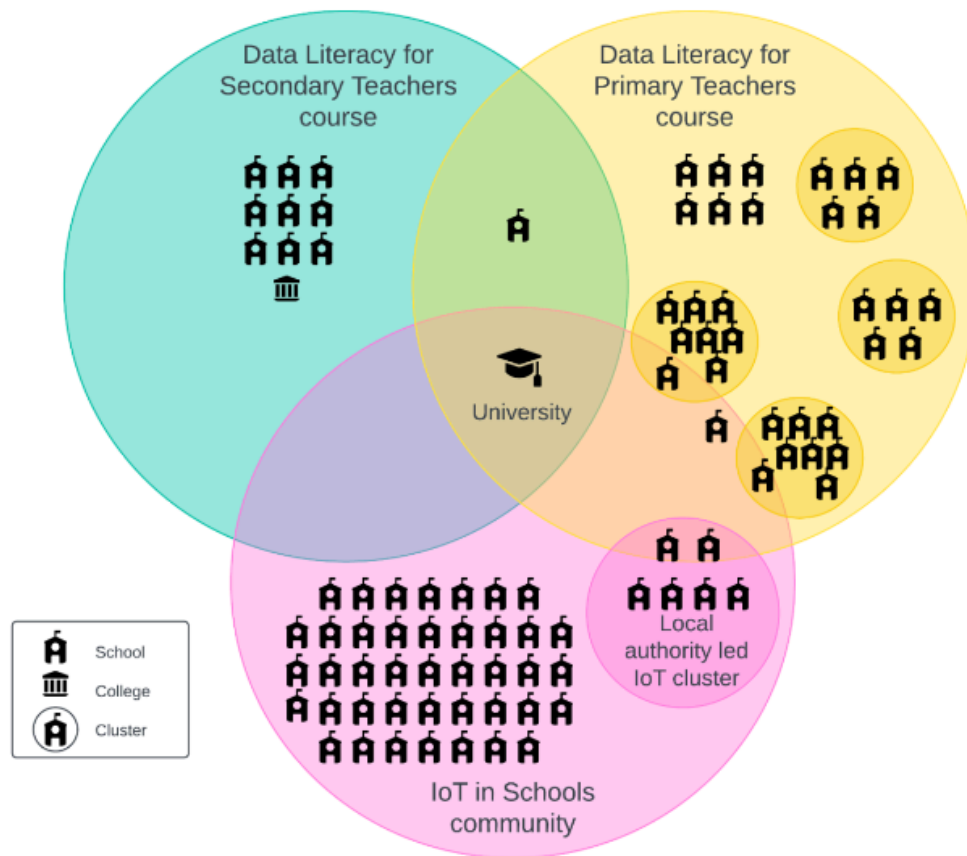 Data Literacy for
Secondary Teachers
course
Data Literacy for
Primary Teachers
course
University
Local
authority led
IoT cluster
School
College
Cluster
IoT in Schools
community